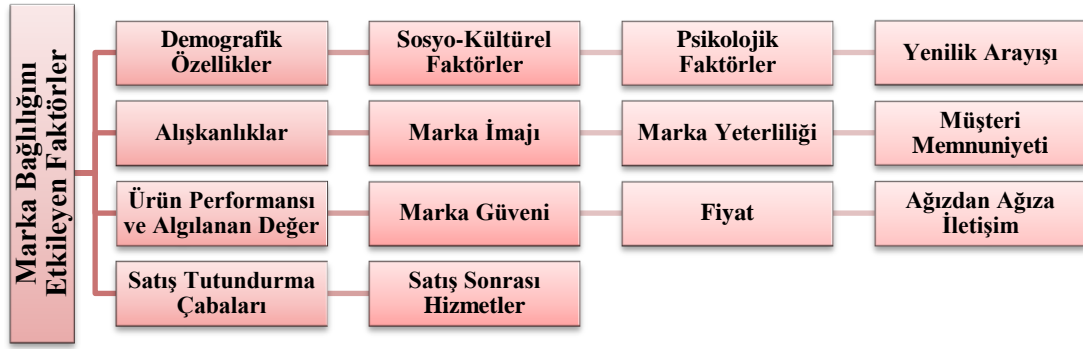 Marka Bağlılığını
Etkileyen Faktörler
Demografik
Özellikler
Sosyo-Kültürel
Faktörler
Psikolojik
Faktörler
Yenilik Arayışı
Alışkanlıklar
Marka İmajı
Marka Yeterliliği
Müşteri
Memnuniyeti
Ürün Performansı
ve Algılanan Değer
Marka Güveni
Fiyat
Ağızdan Ağıza
İletişim
Satış Tutundurma
Çabaları
Satış Sonrası
Hizmetler